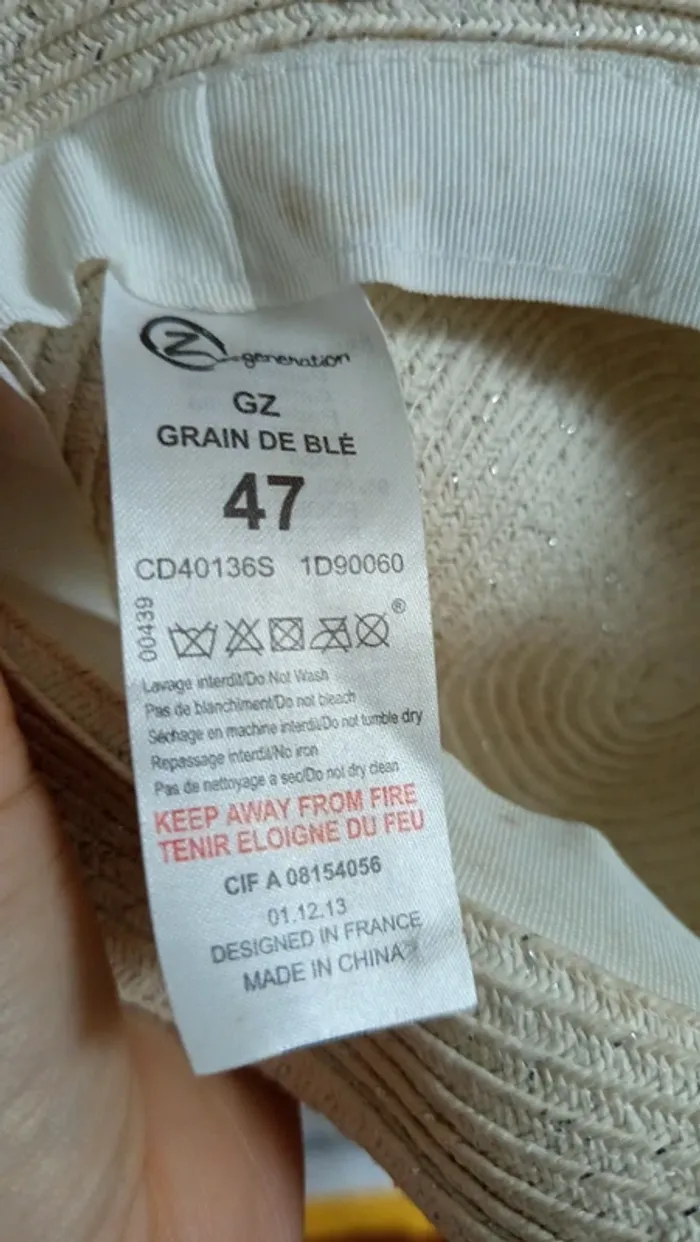 Z generation
GZ
GRAIN DE BLÉ
47
CD40136S 1D90060
00439
®
Lavage interdit/Do Not Wash
Pas de blanchiment/Do not bleach
Séchage en machine interdit/Do not tumble dry
Repassage interdit/No iron
Pas de nettoyage a sec/Do not dry clean
KEEP AWAY FROM FIRE
TENIR ELOIGNE DU FEU
CIF A 08154056
01.12.13
DESIGNED IN FRANCE
MADE IN CHINA